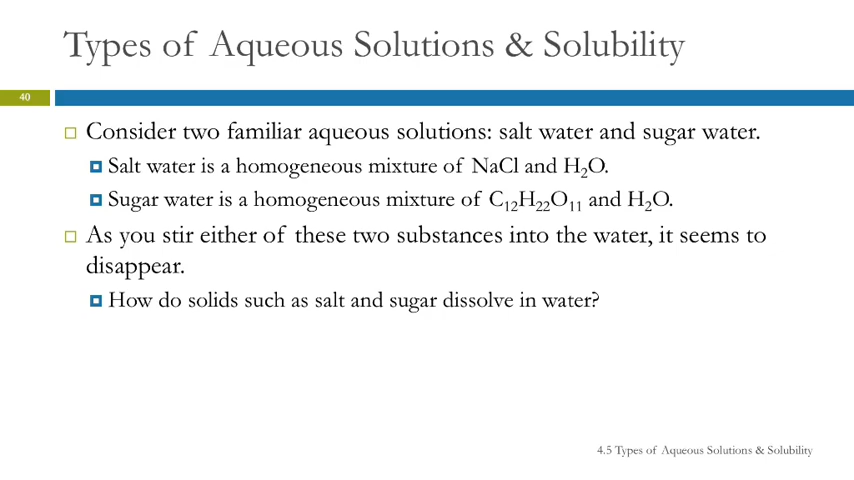 Types of Aqueous Solutions & Solubility
40
Consider two familiar aqueous solutions: salt water and sugar water.
Salt water is a homogeneous mixture of NaCl and H₂O.
Sugar water is a homogeneous mixture of C₁₂H₂₂O₁₁ and H₂O.
As you stir either of these two substances into the water, it seems to
disappear.
How do solids such as salt and sugar dissolve in water?
4.5 Types of Aqueous Solutions & Solubility